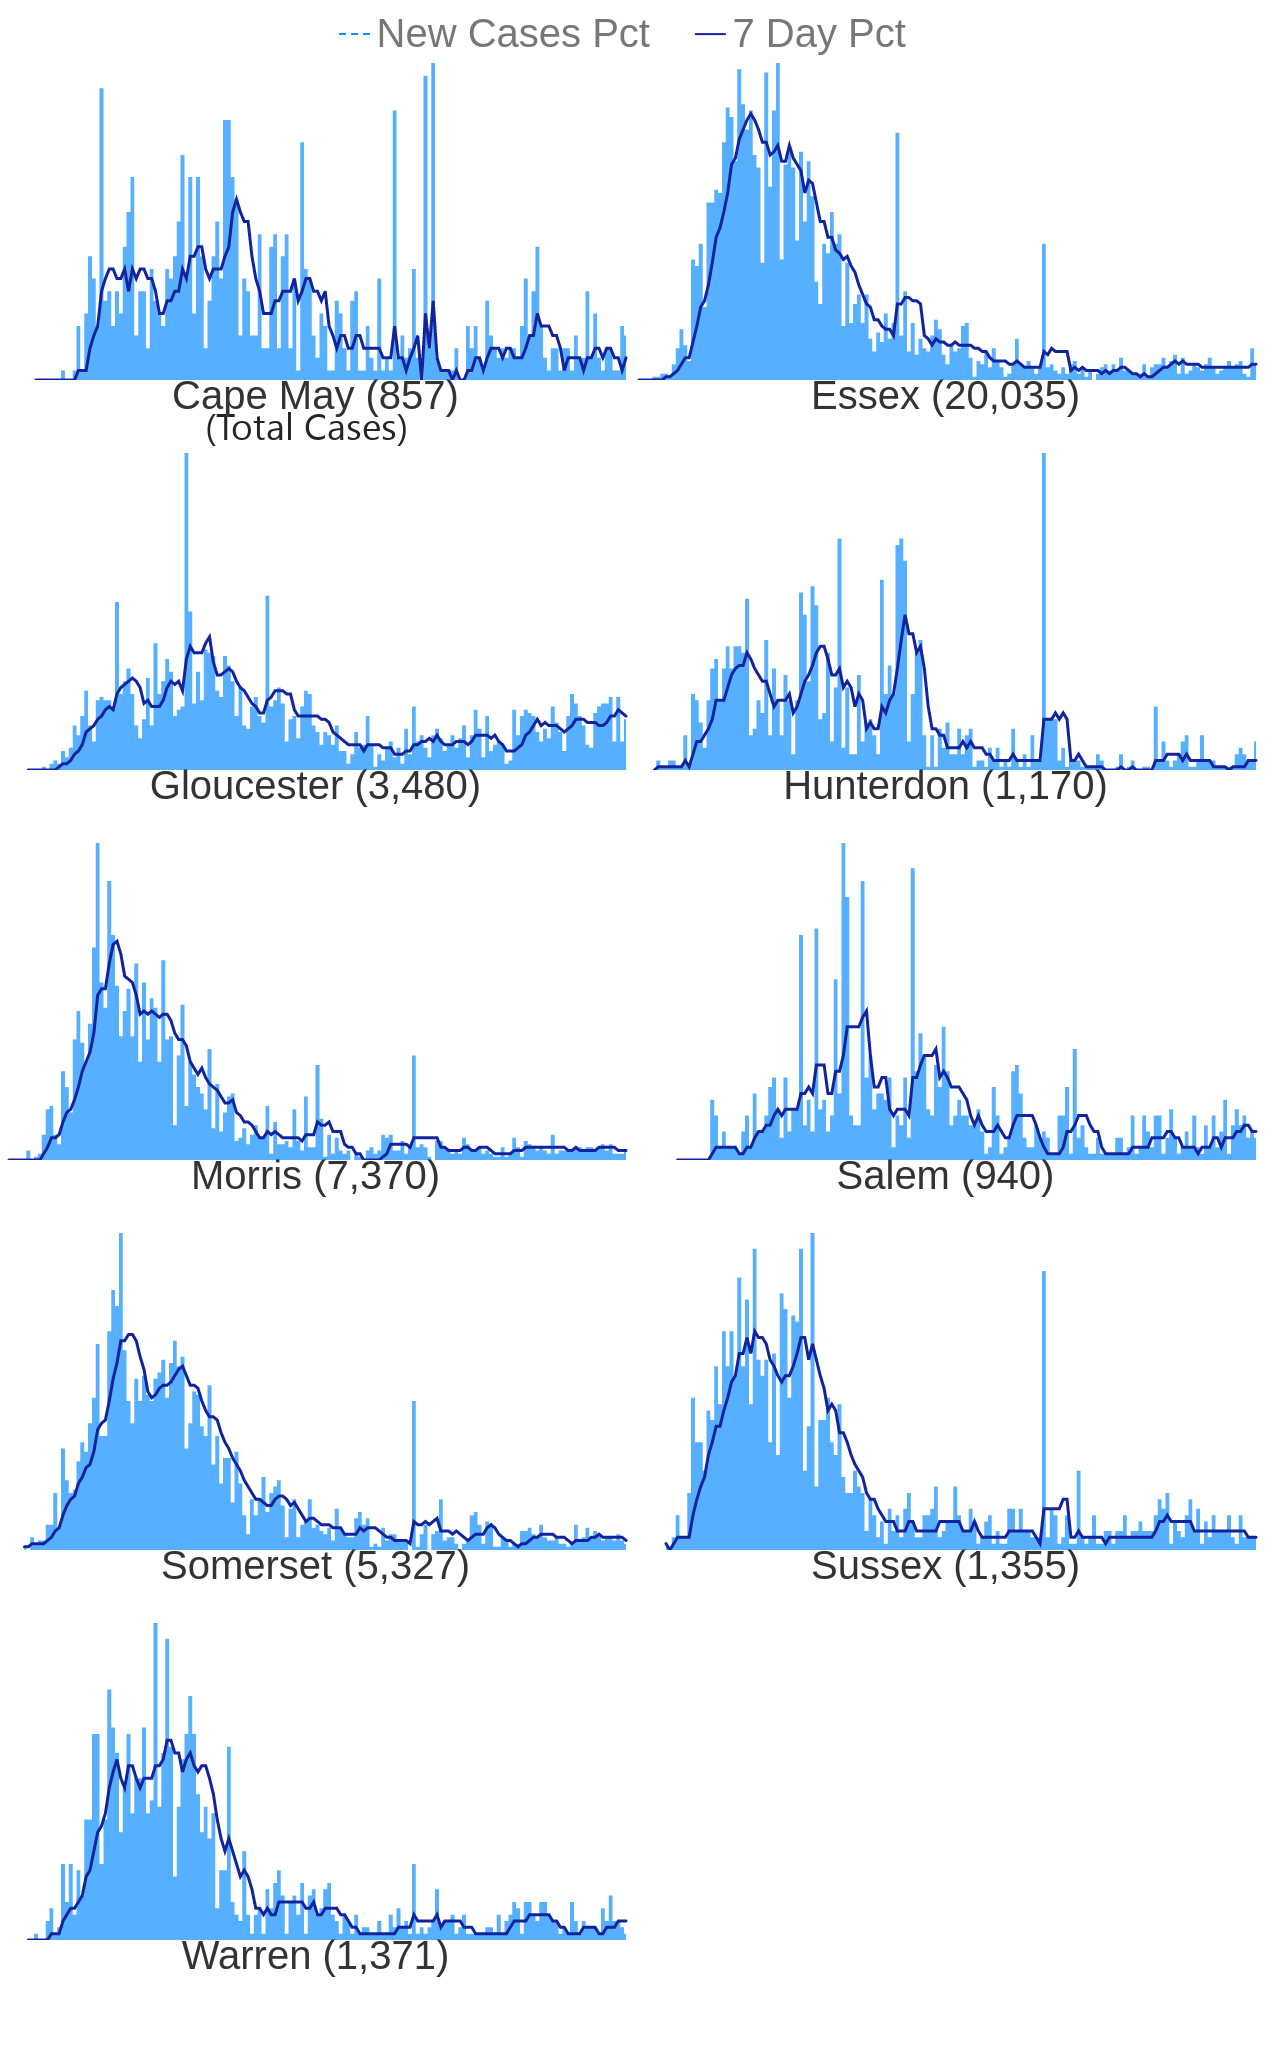 New Cases Pct 7 Day Pct
Cape May (857) Essex (20,035)
(Total Cases)
Gloucester (3,480) Hunterdon (1,170)
Morris (7,370) Salem (940)
Somerset (5,327) Sussex (1,355)
Warren (1,371)